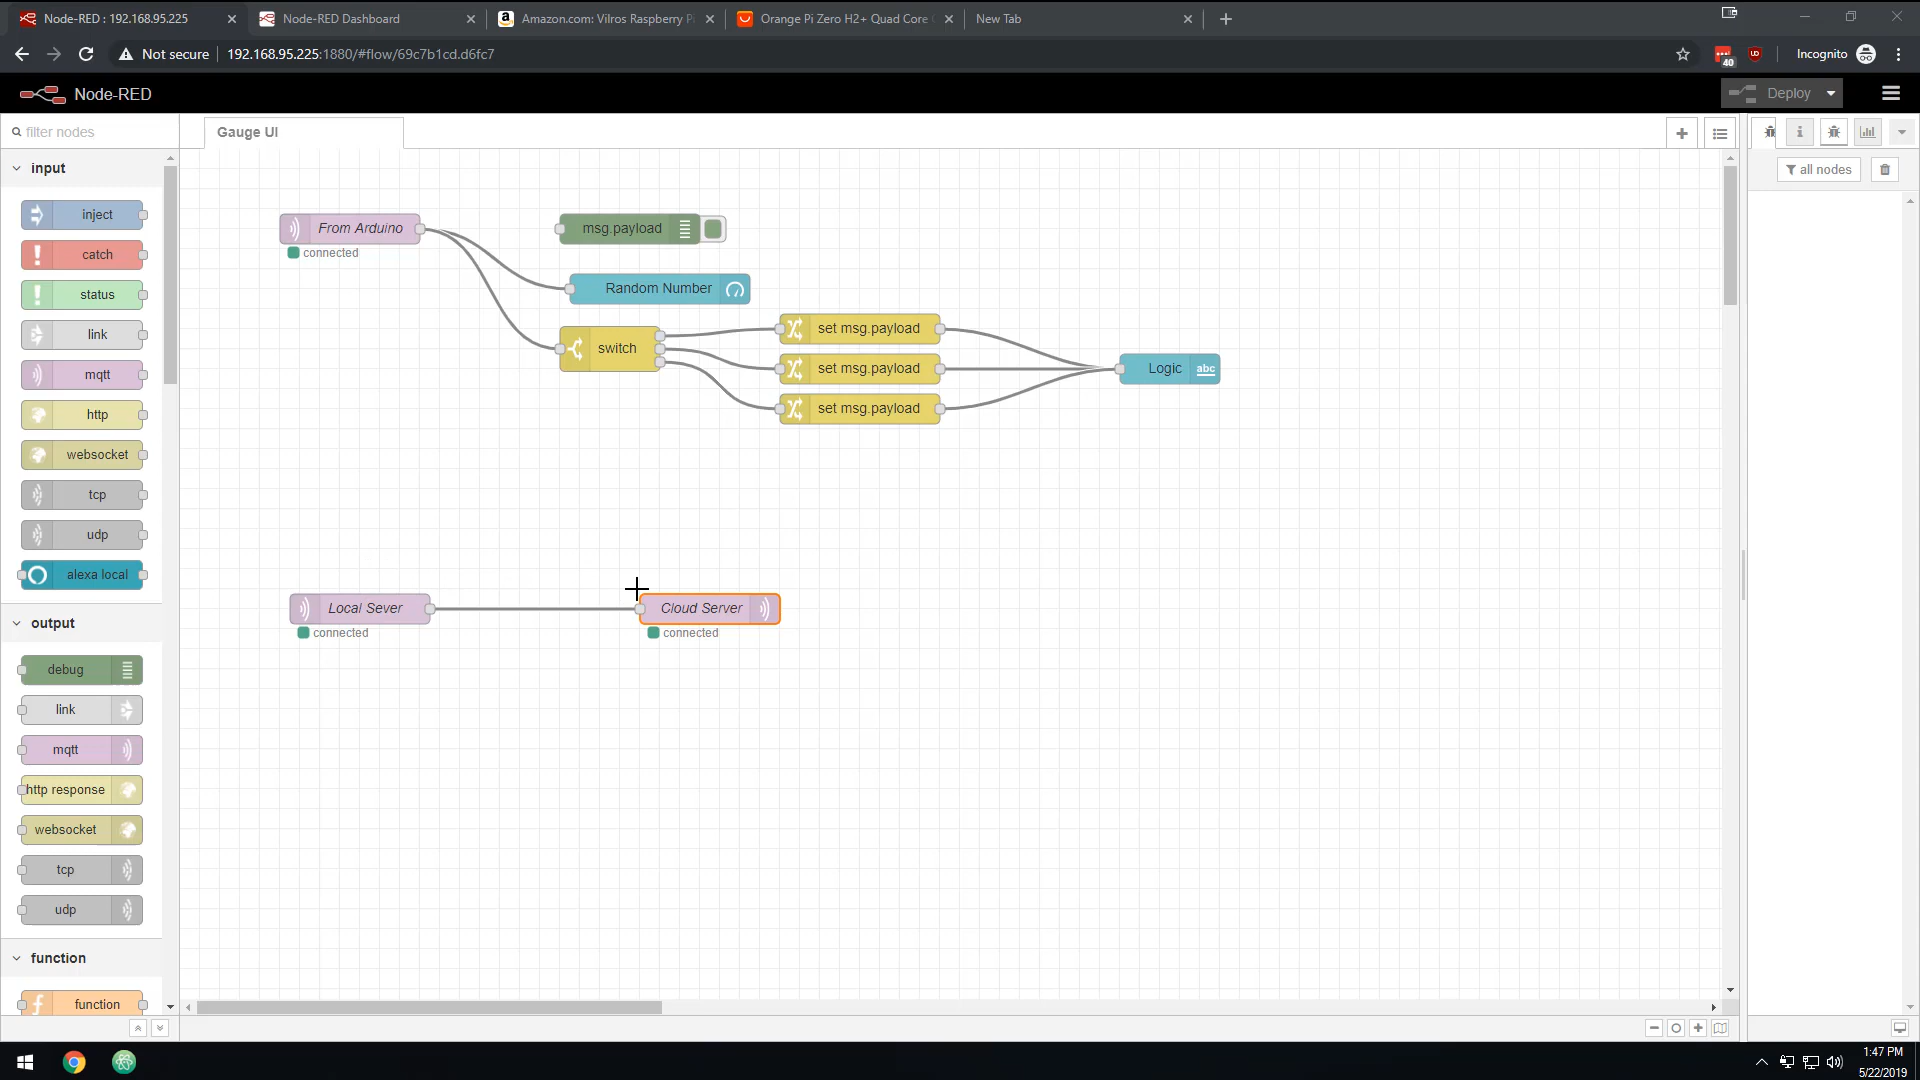 Node-RED : 192.168.95.225
Node-RED Dashboard
Amazon.com: Vilros Raspberry Pi
Orange Pi Zero H2+ Quad Core
New Tab
Not secure
192.168.95.225:1880/#flow/69c7b1cd.d6fc7
40
Incognito
Node-RED
Deploy
filter nodes
Gauge UI
all nodes
input
inject
catch
status
link
mqtt
http
websocket
tcp
udp
alexa local
output
debug
link
mqtt
http response
websocket
tcp
udp
function
function
From Arduino
connected
msg.payload
Random Number
switch
set msg.payload
set msg.payload
set msg.payload
Logic
abc
Local Sever
connected
Cloud Server
connected
1:47 PM
5/22/2019